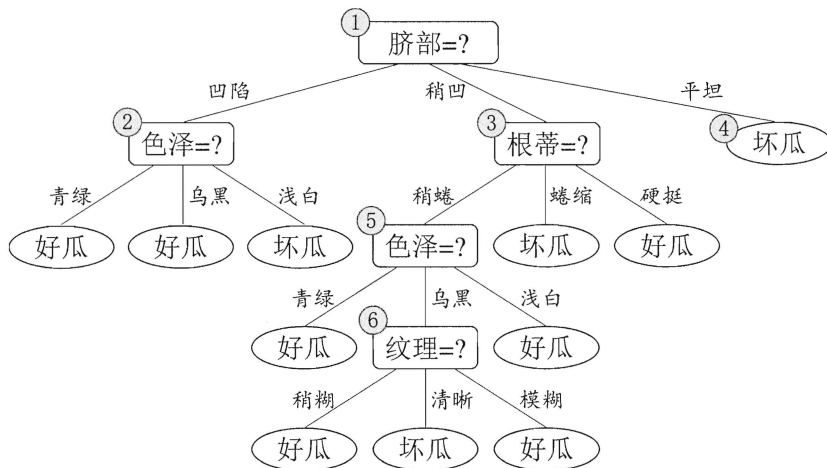 ① 脐部=?
凹陷 稍凹 平坦
② 色泽=? ③ 根蒂=? ④ 坏瓜
青绿 乌黑 浅白 稍蜷 蜷缩 硬挺
好瓜 好瓜 坏瓜 ⑤ 色泽=? 坏瓜 好瓜
青绿 乌黑 浅白
好瓜 ⑥ 纹理=? 好瓜
稍糊 清晰 模糊
好瓜 坏瓜 好瓜